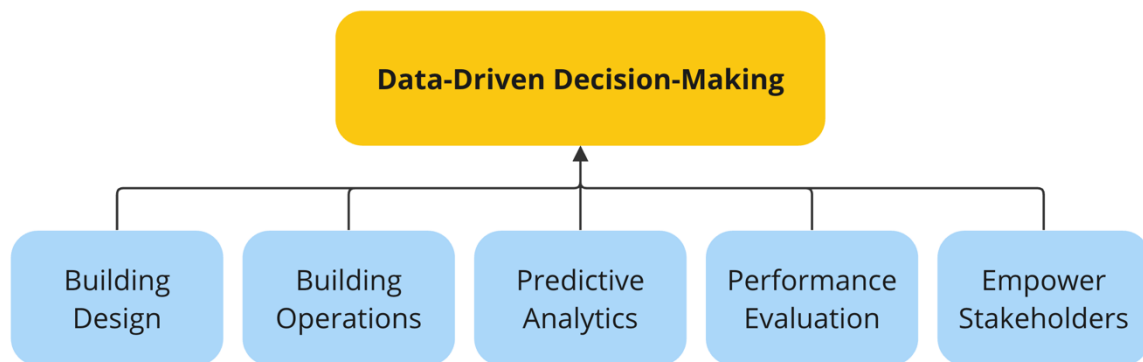 Data-Driven Decision-Making
Building
Design
Building
Operations
Predictive
Analytics
Performance
Evaluation
Empower
Stakeholders